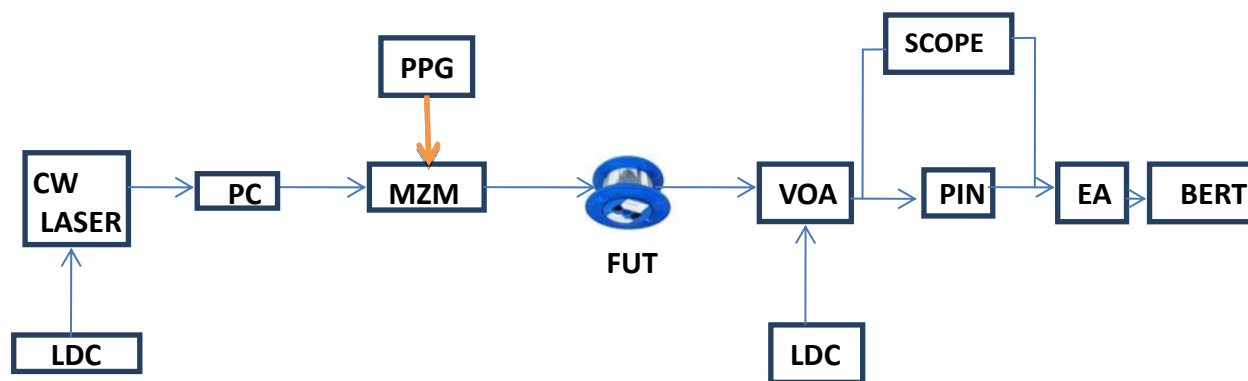 SCOPE
PPG
CW
LASER
PC
MZM
VOA
PIN
EA
BERT
FUT
LDC
LDC